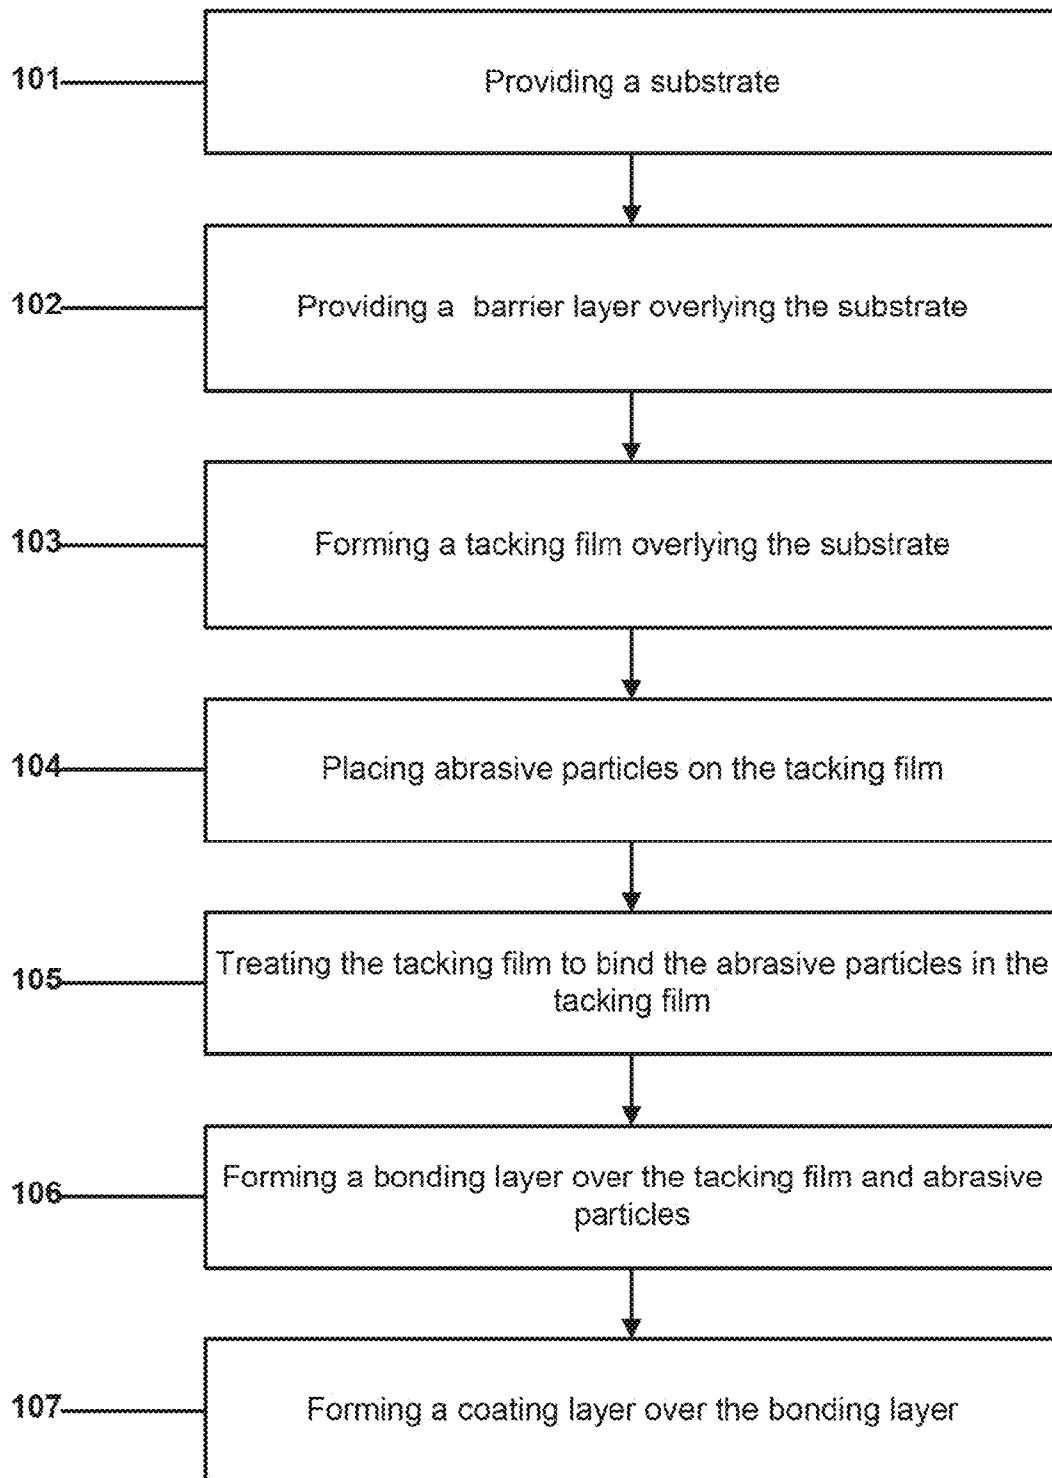 101
Providing a substrate
102
Providing a barrier layer overlying the substrate
103
Forming a tacking film overlying the substrate
104
Placing abrasive particles on the tacking film
105
Treating the tacking film to bind the abrasive particles in the
tacking film
106
Forming a bonding layer over the tacking film and abrasive
particles
107
Forming a coating layer over the bonding layer